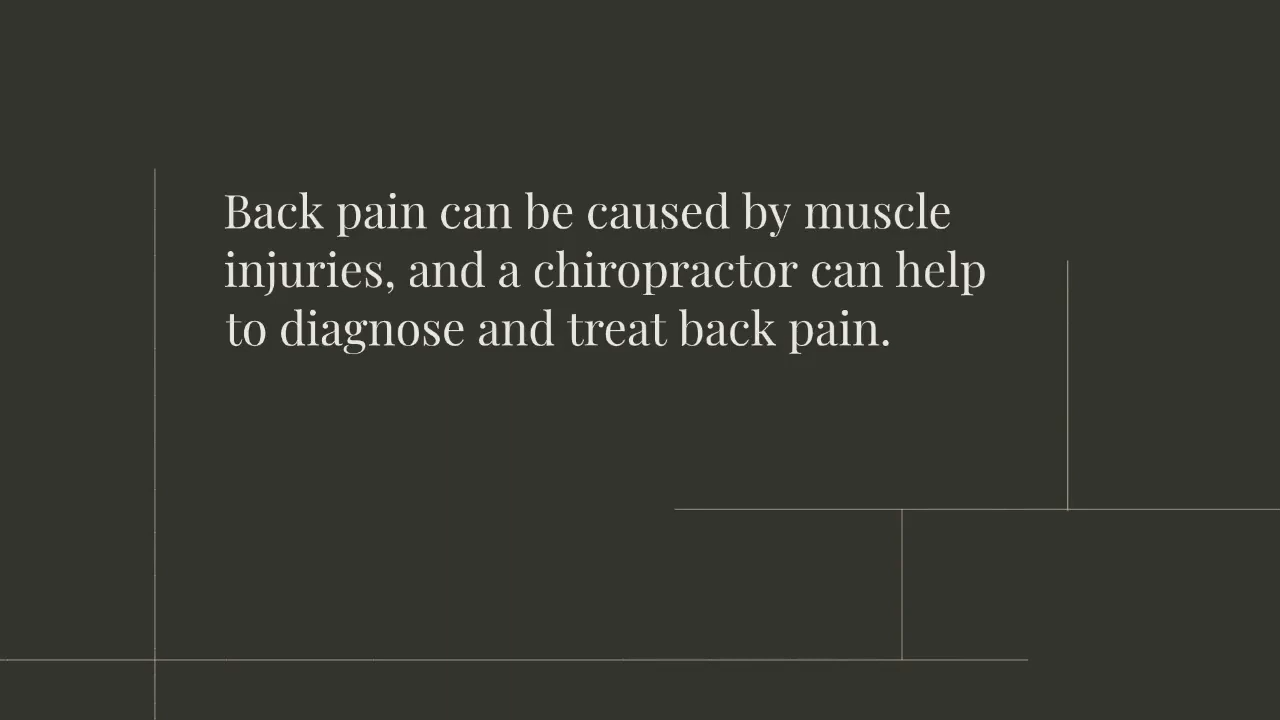 Back pain can be caused by muscle
injuries, and a chiropractor can help
to diagnose and treat back pain.